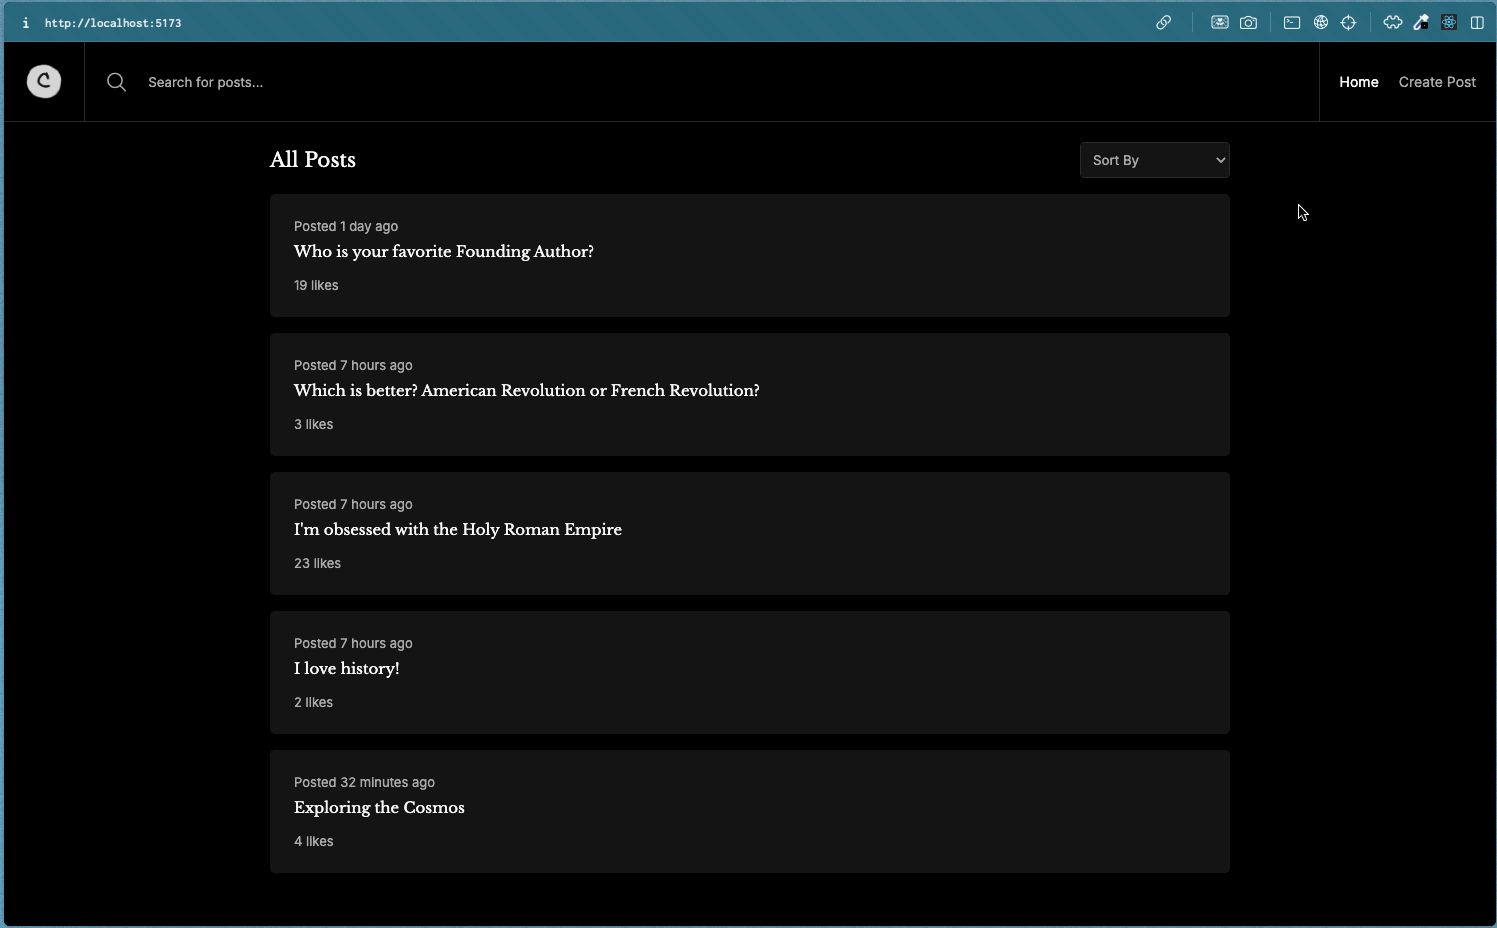 http://localhost:5173
C
Search for posts...
Home
Create Post
All Posts
Sort By
Posted 1 day ago
Who is your favorite Founding Author?
19 likes
Posted 7 hours ago
Which is better? American Revolution or French Revolution?
3 likes
Posted 7 hours ago
I'm obsessed with the Holy Roman Empire
23 likes
Posted 7 hours ago
I love history!
2 likes
Posted 32 minutes ago
Exploring the Cosmos
4 likes